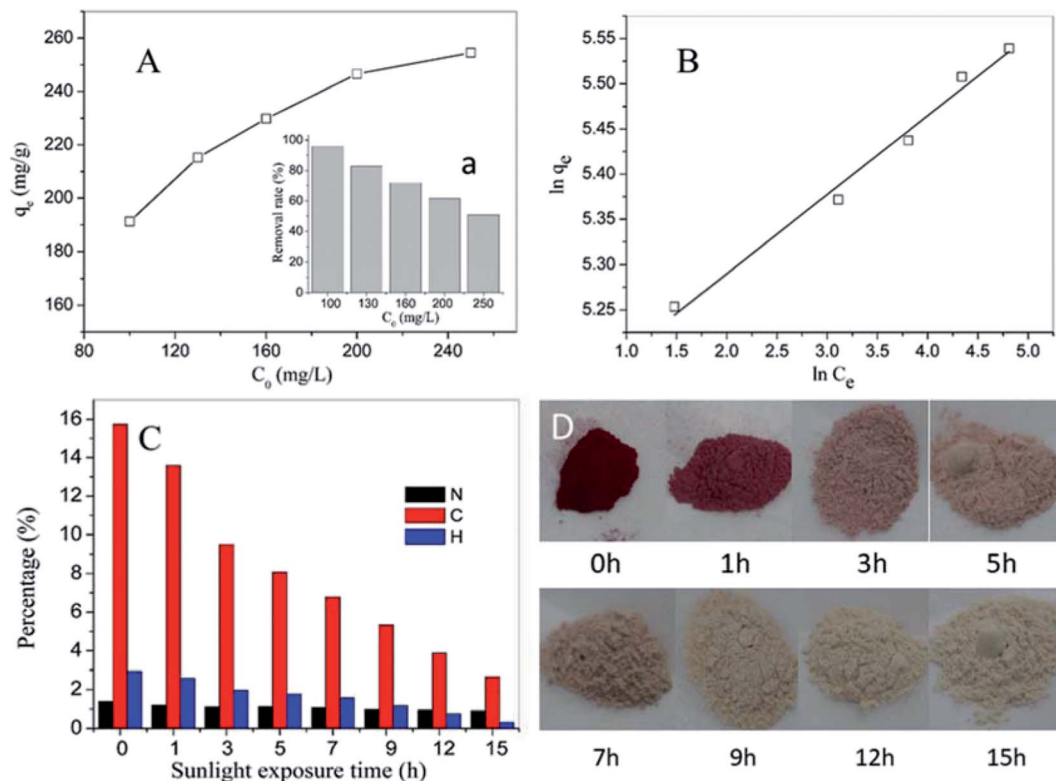 A
q_e (mg/g)
260
240
220
200
180
160
80
120
160
200
240
C_0 (mg/L)
a
Removal rate (%)
100
80
60
40
20
0
100
130
160
200
250
C_0 (mg/L)
B
ln q_e
5.55
5.50
5.45
5.40
5.35
5.30
5.25
1.0
1.5
2.0
2.5
3.0
3.5
4.0
4.5
5.0
ln C_e
C
Percentage (%)
16
14
12
10
8
6
4
2
0
N
C
H
0
1
3
5
7
9
12
15
Sunlight exposure time (h)
D
0h
1h
3h
5h
7h
9h
12h
15h